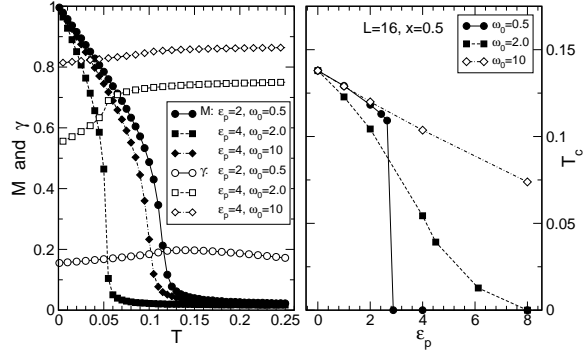 1
0.8
0.6
0.4
0.2
0
M and γ
0 0.05 0.1 0.15 0.2 0.25
T
M: εp=2, ω0=0.5
εp=4, ω0=2.0
εp=4, ω0=10
γ: εp=2, ω0=0.5
εp=4, ω0=2.0
εp=4, ω0=10
L=16, x=0.5
ω0=0.5
ω0=2.0
ω0=10
0.15
0.1
0.05
0
Tc
0 2 4 6 8
εp